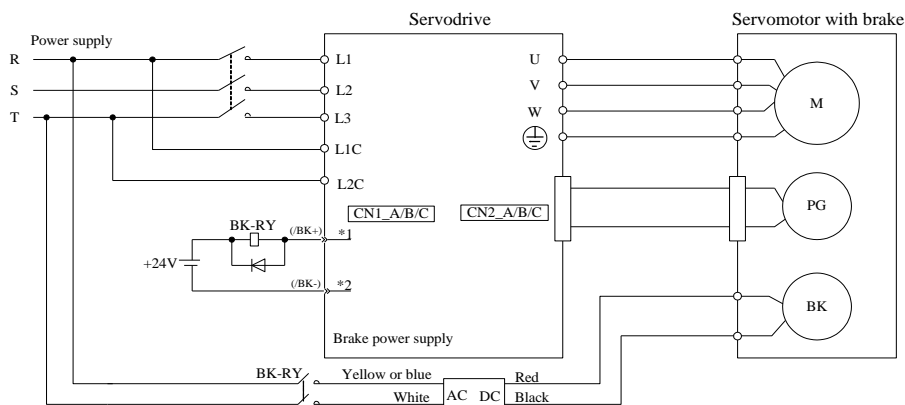 Servodrive
Servomotor with brake
Power supply
R
S
T
L1
L2
L3
L1C
L2C
U
V
W
M
CN1_A/B/C
CN2_A/B/C
PG
BK-RY
(/BK+)
*1
+24V
(/BK-)
*2
BK
Brake power supply
BK-RY
Yellow or blue
White
AC DC
Red
Black